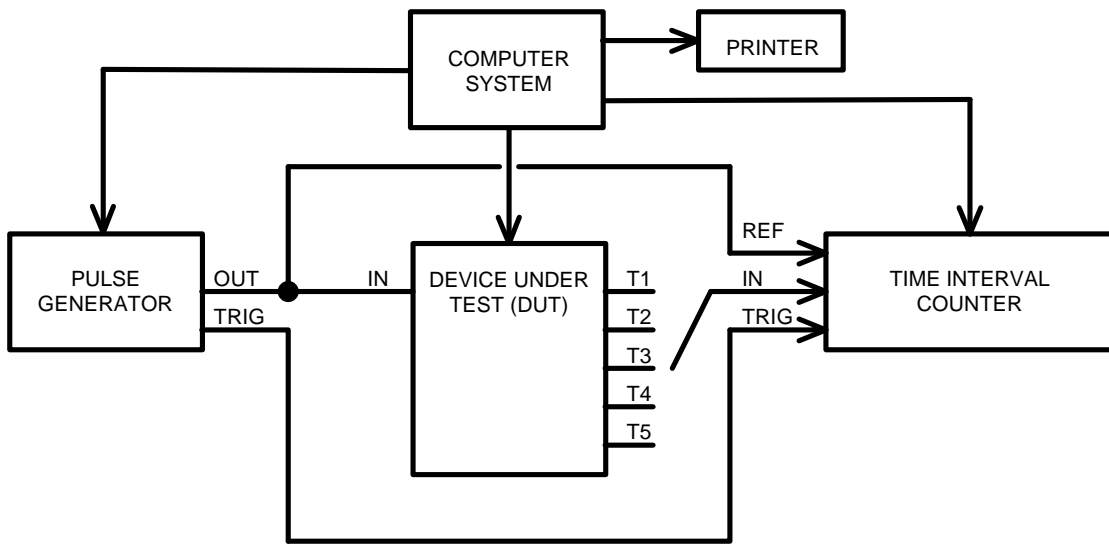 COMPUTER
SYSTEM
PRINTER
PULSE
GENERATOR
OUT
TRIG
IN
DEVICE UNDER
TEST (DUT)
T1
T2
T3
T4
T5
REF
IN
TRIG
TIME INTERVAL
COUNTER